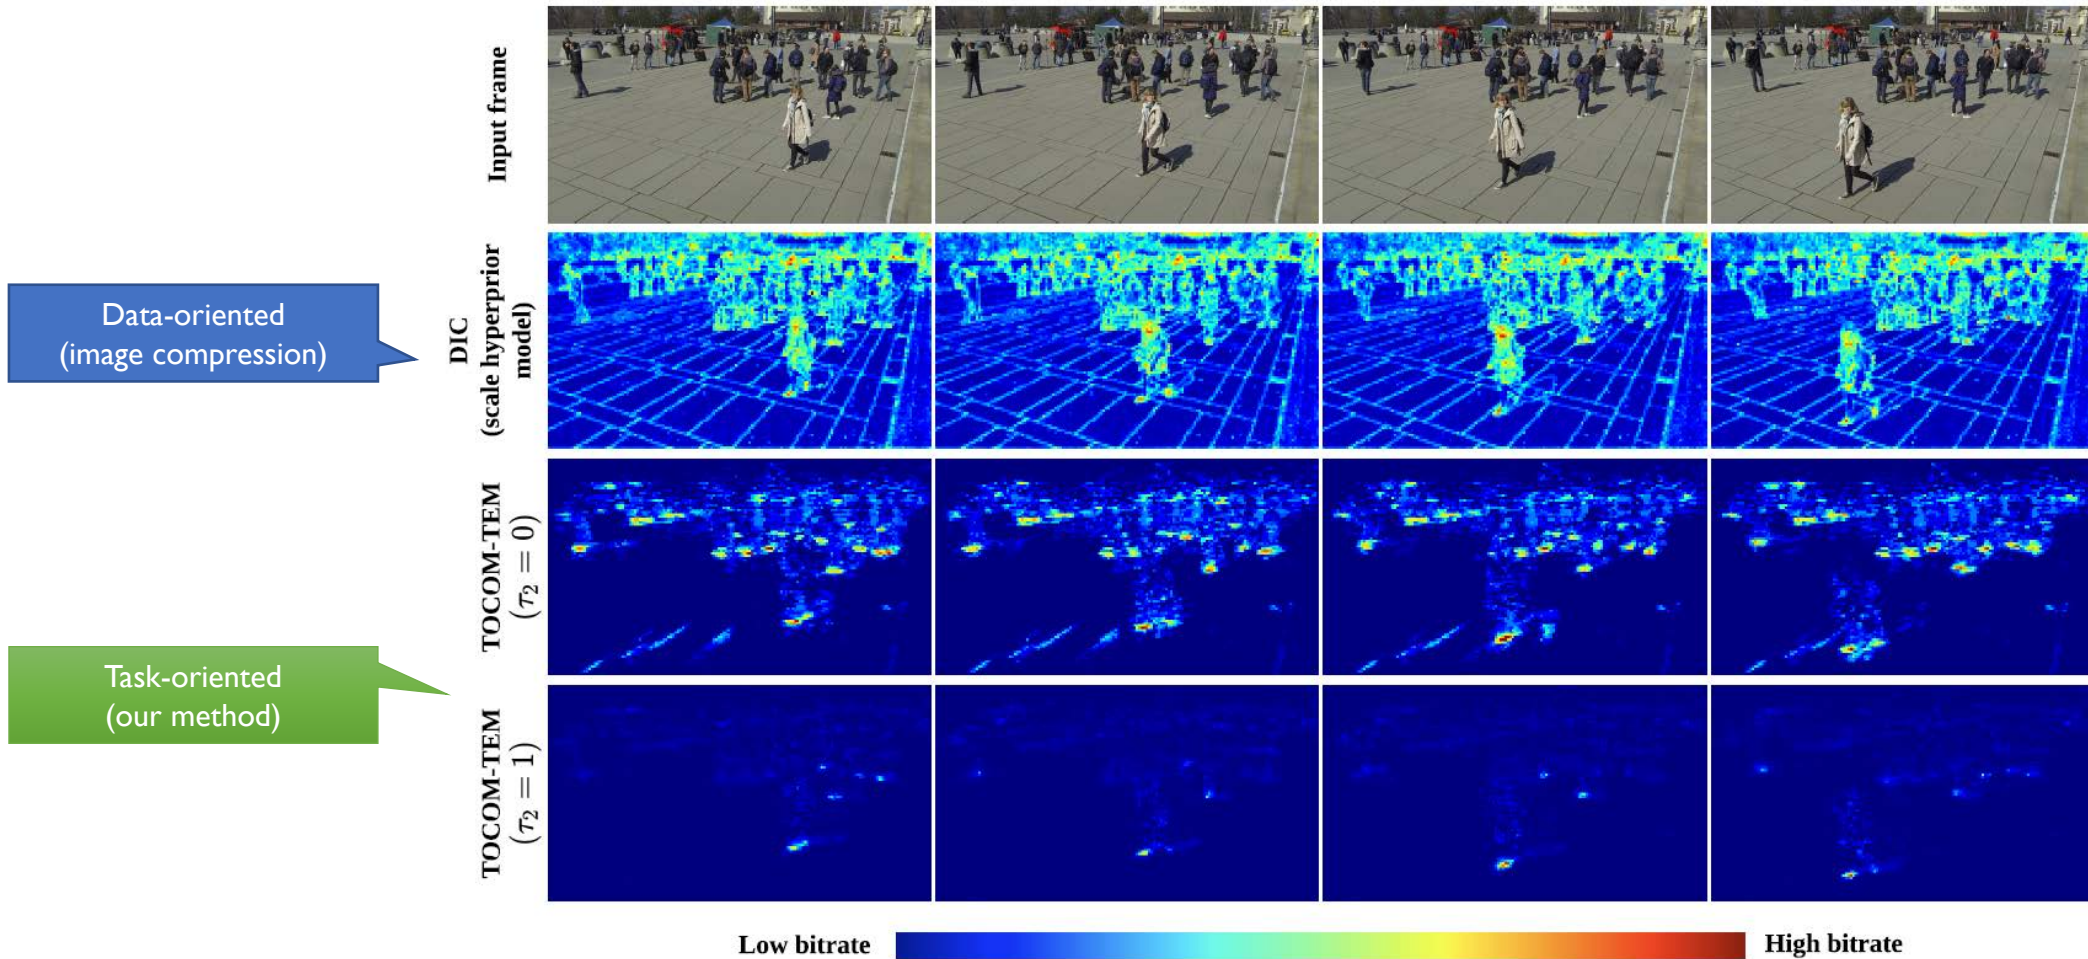 Input frame
Data-oriented
(image compression)
DIC
(scale hyperprior
model)
TOCOM-TEM
(τ₂ = 0)
Task-oriented
(our method)
TOCOM-TEM
(τ₂ = 1)
Low bitrate
High bitrate